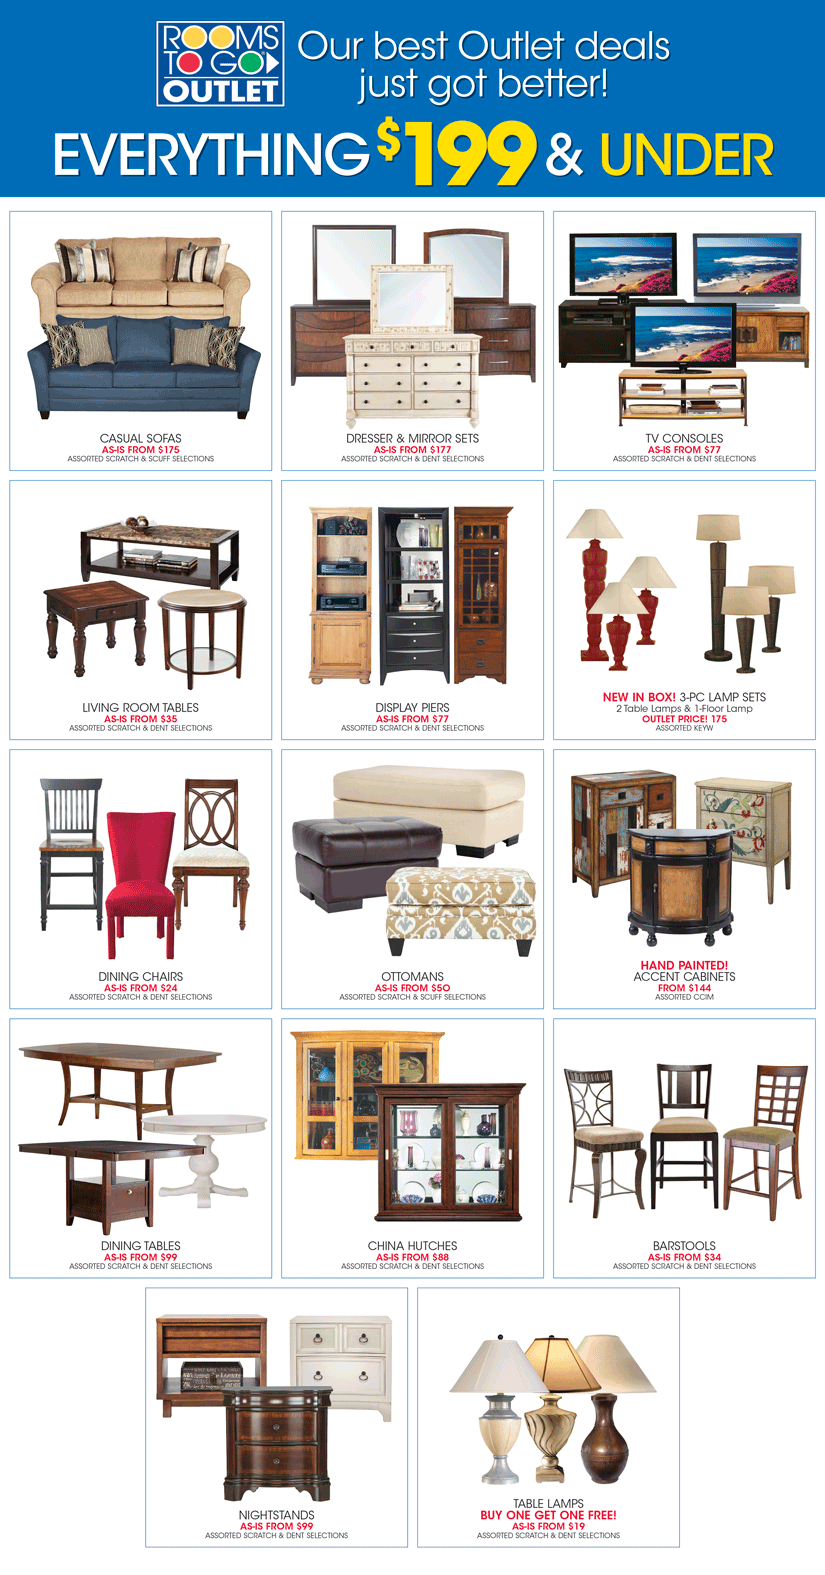 ROOMS
TO GO®
OUTLET
Our best Outlet deals
just got better!
EVERYTHING $199 & UNDER
CASUAL SOFAS
AS-IS FROM $175
ASSORTED SCRATCH & SCUFF SELECTIONS
DRESSER & MIRROR SETS
AS-IS FROM $177
ASSORTED SCRATCH & DENT SELECTIONS
TV CONSOLES
AS-IS FROM $77
ASSORTED SCRATCH & DENT SELECTIONS
LIVING ROOM TABLES
AS-IS FROM $35
ASSORTED SCRATCH & DENT SELECTIONS
DISPLAY PIERS
AS-IS FROM $77
ASSORTED SCRATCH & DENT SELECTIONS
NEW IN BOX! 3-PC LAMP SETS
2 Table Lamps & 1-Floor Lamp
OUTLET PRICE! 175
ASSORTED KEYW
DINING CHAIRS
AS-IS FROM $24
ASSORTED SCRATCH & DENT SELECTIONS
OTTOMANS
AS-IS FROM $50
ASSORTED SCRATCH & SCUFF SELECTIONS
HAND PAINTED!
ACCENT CABINETS
FROM $144
ASSORTED CCIM
DINING TABLES
AS-IS FROM $99
ASSORTED SCRATCH & DENT SELECTIONS
CHINA HUTCHES
AS-IS FROM $88
ASSORTED SCRATCH & DENT SELECTIONS
BARSTOOLS
AS-IS FROM $34
ASSORTED SCRATCH & DENT SELECTIONS
NIGHTSTANDS
AS-IS FROM $99
ASSORTED SCRATCH & DENT SELECTIONS
TABLE LAMPS
BUY ONE GET ONE FREE!
AS-IS FROM $19
ASSORTED SCRATCH & DENT SELECTIONS